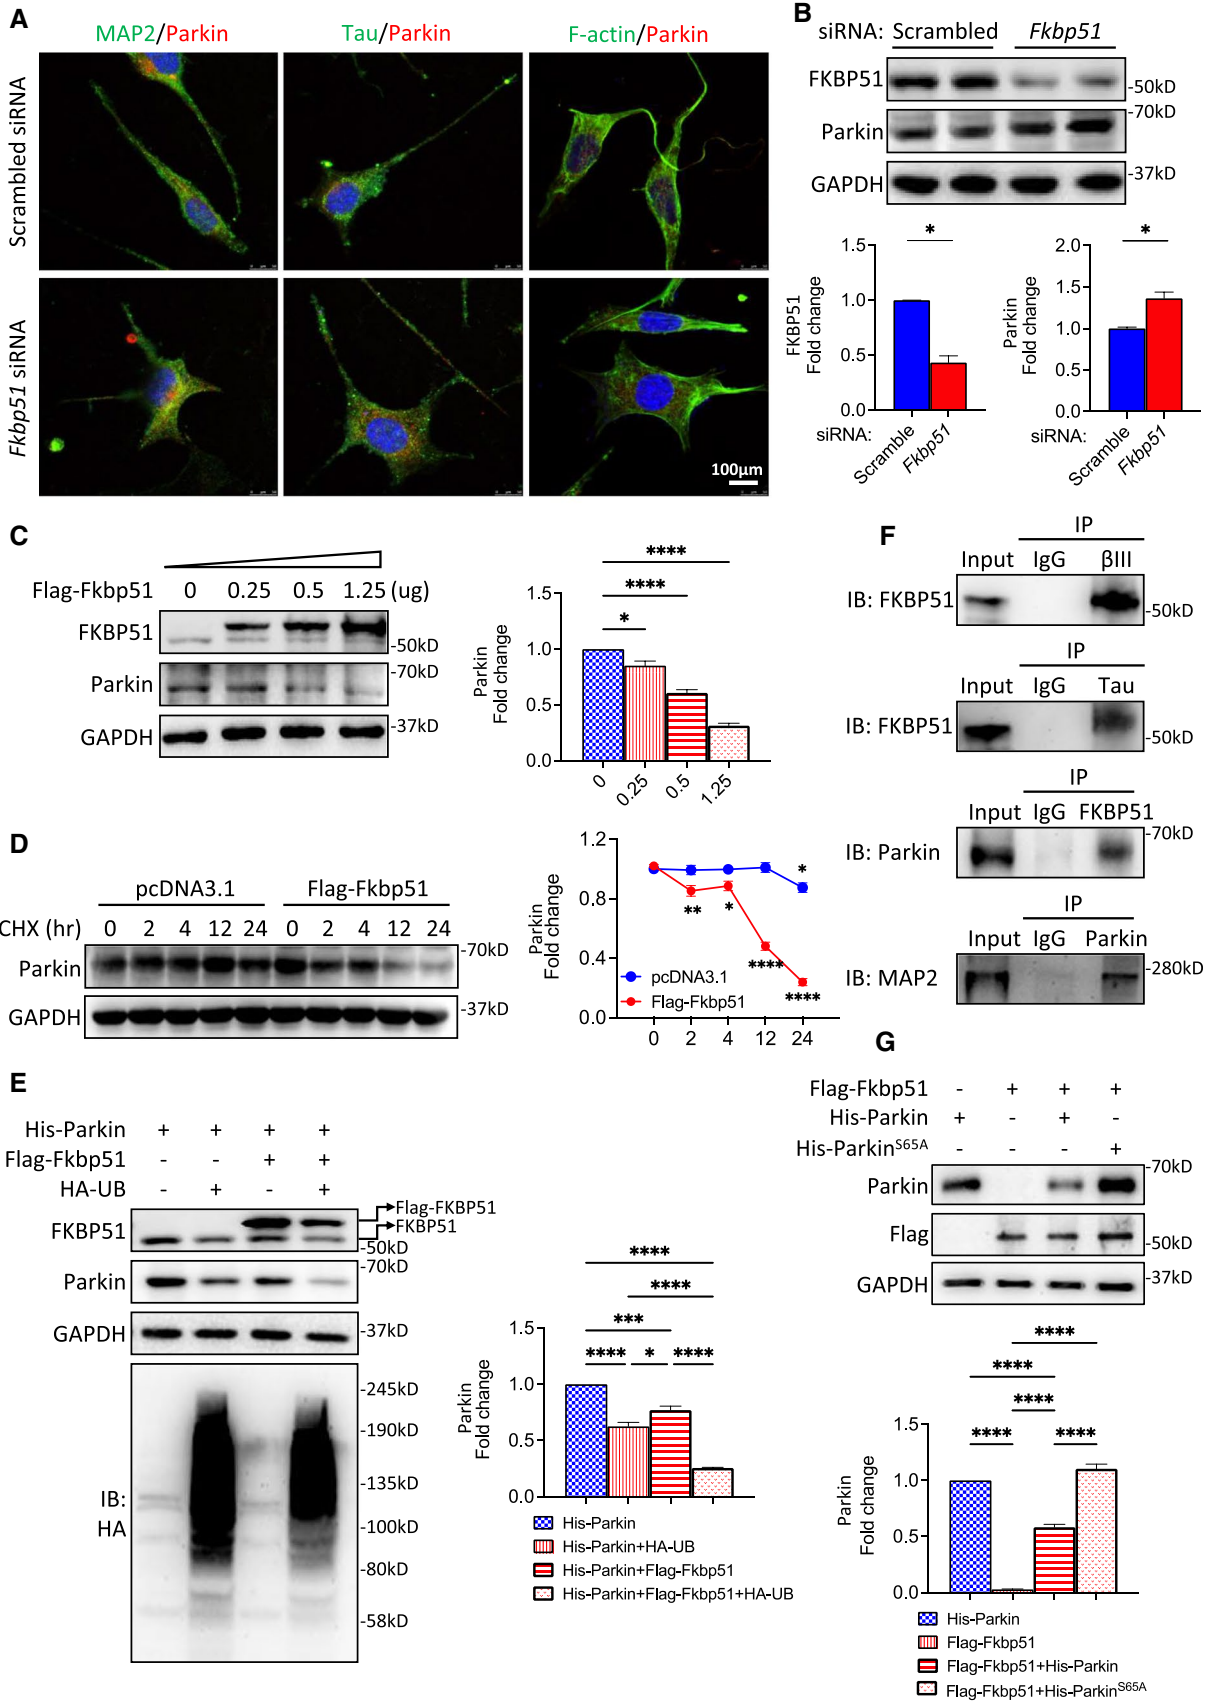 A
MAP2/Parkin
Tau/Parkin
F-actin/Parkin
Scrambled siRNA
Fkbp51 siRNA
100µm
B
siRNA: Scrambled Fkbp51
FKBP51
-50kD
-70kD
Parkin
GAPDH
-37kD
FKBP51
Fold change
1.5
1.0
0.5
0.0
*
siRNA:
Scramble
Fkbp51
Parkin
Fold change
2.0
1.5
1.0
0.5
0.0
*
siRNA:
Scramble
Fkbp51
C
Flag-Fkbp51 0 0.25 0.5 1.25 (ug)
FKBP51
-50kD
-70kD
Parkin
GAPDH
-37kD
Parkin
Fold change
1.5
1.0
0.5
0.0
****
****
*
0 0.25 0.5 1.25
D
pcDNA3.1 Flag-Fkbp51
CHX (hr) 0 2 4 12 24 0 2 4 12 24
Parkin
-70kD
GAPDH
-37kD
Parkin
Fold change
1.2
0.8
0.4
0.0
*
**
*
****
****
pcDNA3.1
Flag-Fkbp51
0 2 4 12 24
E
His-Parkin + + + +
Flag-Fkbp51 - - + +
HA-UB - + - +
FKBP51
Flag-FKBP51
FKBP51
-50kD
-70kD
Parkin
GAPDH
-37kD
IB:
HA
-245kD
-190kD
-135kD
-100kD
-80kD
-58kD
Parkin
Fold change
1.5
1.0
0.5
0.0
****
****
***
**** * ****
His-Parkin
His-Parkin+HA-UB
His-Parkin+Flag-Fkbp51
His-Parkin+Flag-Fkbp51+HA-UB
F
IP
Input IgG βIII
IB: FKBP51
-50kD
IP
Input IgG Tau
IB: FKBP51
-50kD
IP
Input IgG FKBP51
-70kD
IB: Parkin
IP
Input IgG Parkin
IB: MAP2
-280kD
G
Flag-Fkbp51 - + + +
His-Parkin + - + -
His-ParkinS65A - - - +
-70kD
Parkin
Flag
-50kD
GAPDH
-37kD
Parkin
Fold change
1.5
1.0
0.5
0.0
****
****
****
**** ****
His-Parkin
Flag-Fkbp51
Flag-Fkbp51+His-Parkin
Flag-Fkbp51+His-ParkinS65A